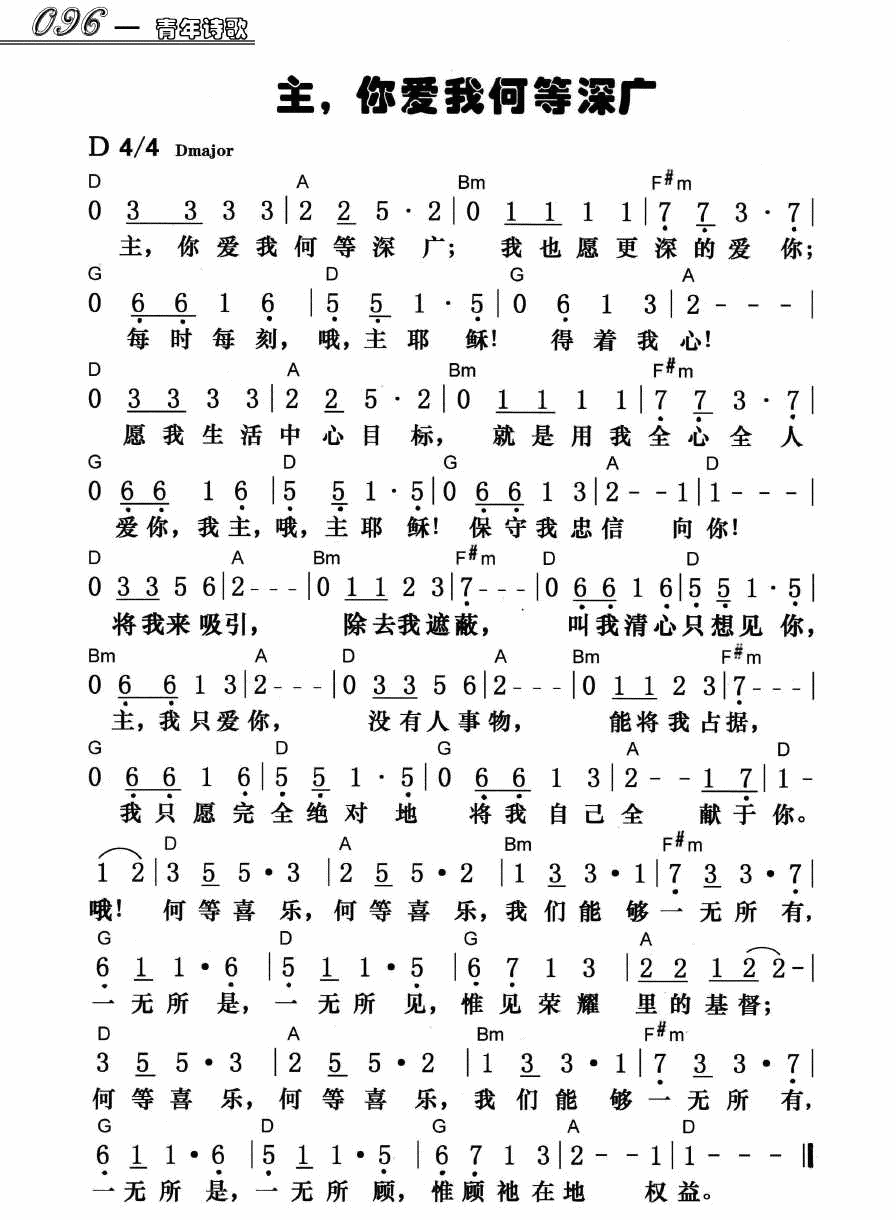 096 — 青年诗歌
主，你爱我何等深广
D 4/4 Dmajor
D A Bm F#m
0 3 3 3 3 | 2 2 5 · 2 | 0 1 1 1 1 | 7 7 3 · 7 |
主，你爱我何等深广；我也愿更深的爱你；
G D G A
0 6 6 1 6 | 5 5 1 · 5 | 0 6 1 3 | 2 - - - |
每时每刻，哦，主耶稣！得着我心！
D A Bm F#m
0 3 3 3 3 | 2 2 5 · 2 | 0 1 1 1 1 | 7 7 3 · 7 |
愿我生活中心目标，就是用我全心全人
G D G A D
0 6 6 1 6 | 5 5 1 · 5 | 0 6 6 1 3 | 2 - - 1 | 1 - - - |
爱你，我主，哦，主耶稣！保守我忠信向你！
D A Bm F#m D D
0 3 3 5 6 | 2 - - - | 0 1 1 2 3 | 7 - - - | 0 6 6 1 6 | 5 5 1 · 5 |
将我来吸引，除去我遮蔽，叫我清心只想见你，
Bm A D A Bm F#m
0 6 6 1 3 | 2 - - - | 0 3 3 5 6 | 2 - - - | 0 1 1 2 3 | 7 - - - |
主，我只爱你，没有人事物，能将我占据，
G D G A D
0 6 6 1 6 | 5 5 1 · 5 | 0 6 6 1 3 | 2 - - 1 7 | 1 -
我只愿完全绝对地将我自己全献于你。
D A Bm F#m
1 2 | 3 5 5 · 3 | 2 5 5 · 2 | 1 3 3 · 1 | 7 3 3 · 7 |
哦！何等喜乐，何等喜乐，我们能够一无所有，
G D G A
6 1 1 · 6 | 5 1 1 · 5 | 6 7 1 3 | 2 2 1 2 2 - |
一无所是，一无所见，惟见荣耀里的基督；
D A Bm F#m
3 5 5 · 3 | 2 5 5 · 2 | 1 3 3 · 1 | 7 3 3 · 7 |
何等喜乐，何等喜乐，我们能够一无所有，
G D G A D
6 1 1 · 6 | 5 1 1 · 5 | 6 7 1 3 | 2 - - 1 | 1 - - - ‖
一无所是，一无所顾，惟顾祂在地权益。